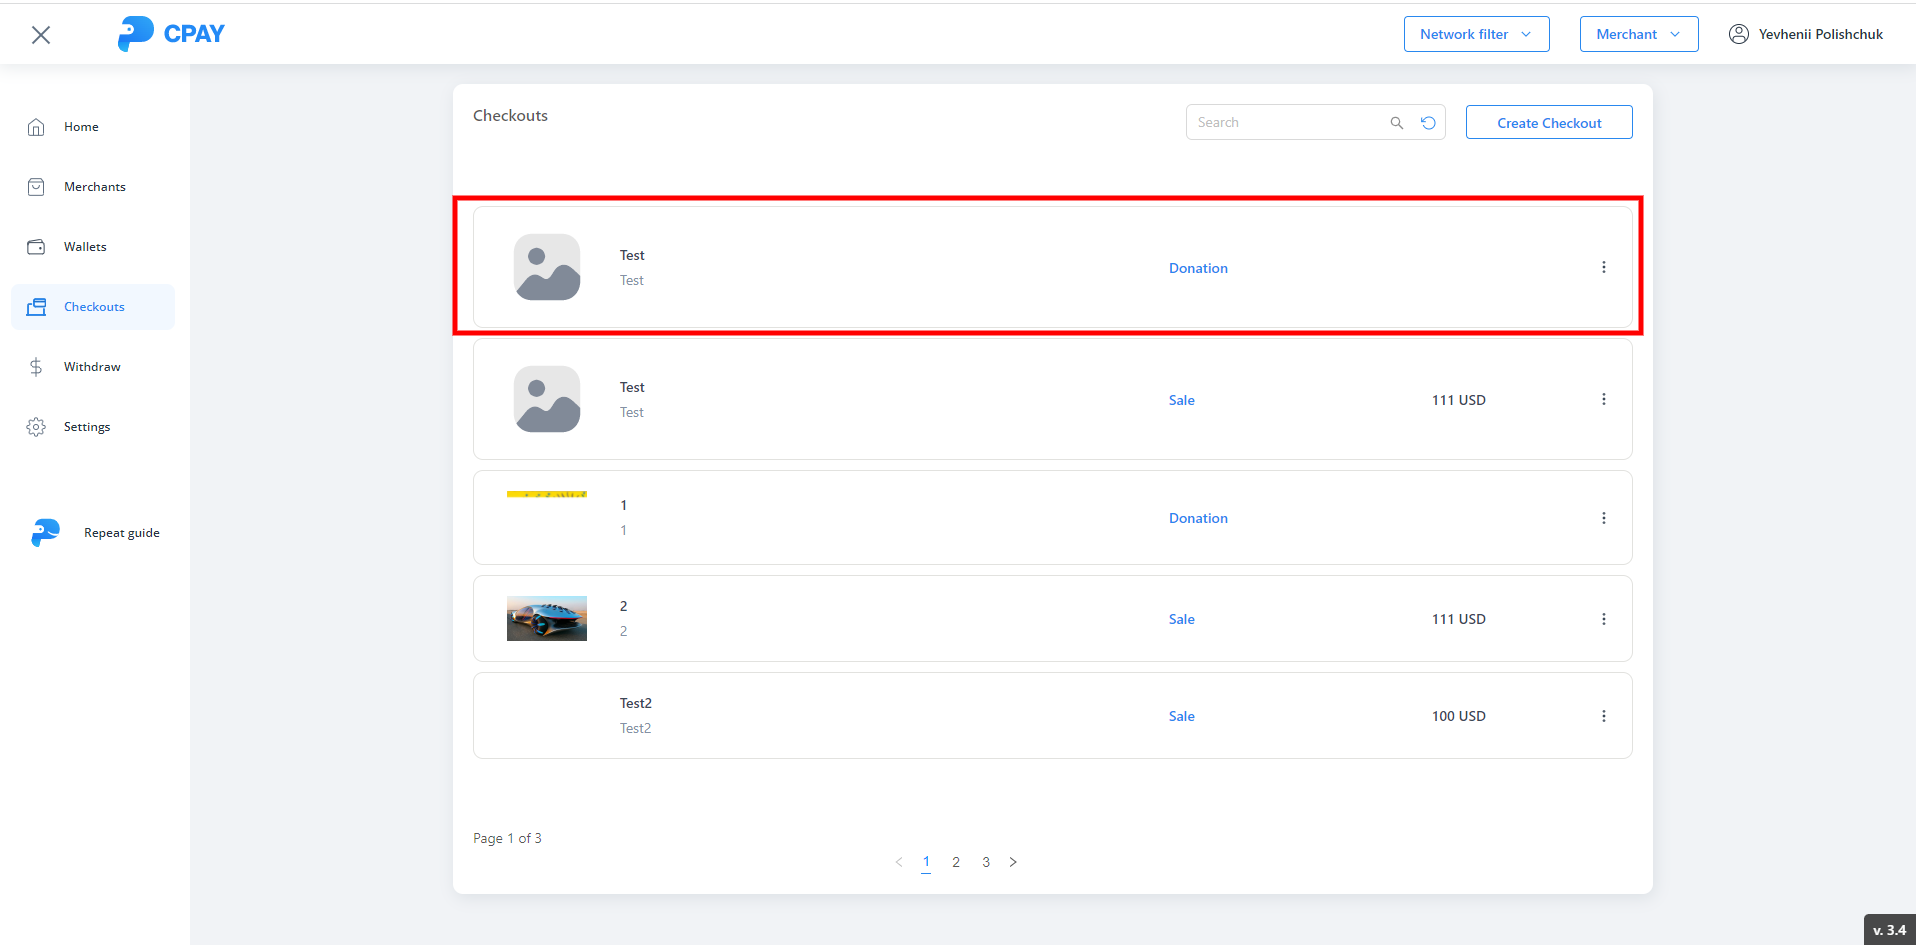 CPAY
Network filter
Merchant
Yevhenii Polishchuk
Home
Merchants
Wallets
Checkouts
Withdraw
Settings
Repeat guide
Checkouts
Search
Create Checkout
Test
Test
Donation
Test
Test
Sale
111 USD
1
1
Donation
2
2
Sale
111 USD
Test2
Test2
Sale
100 USD
Page 1 of 3
< 1 2 3 >
v. 3.4